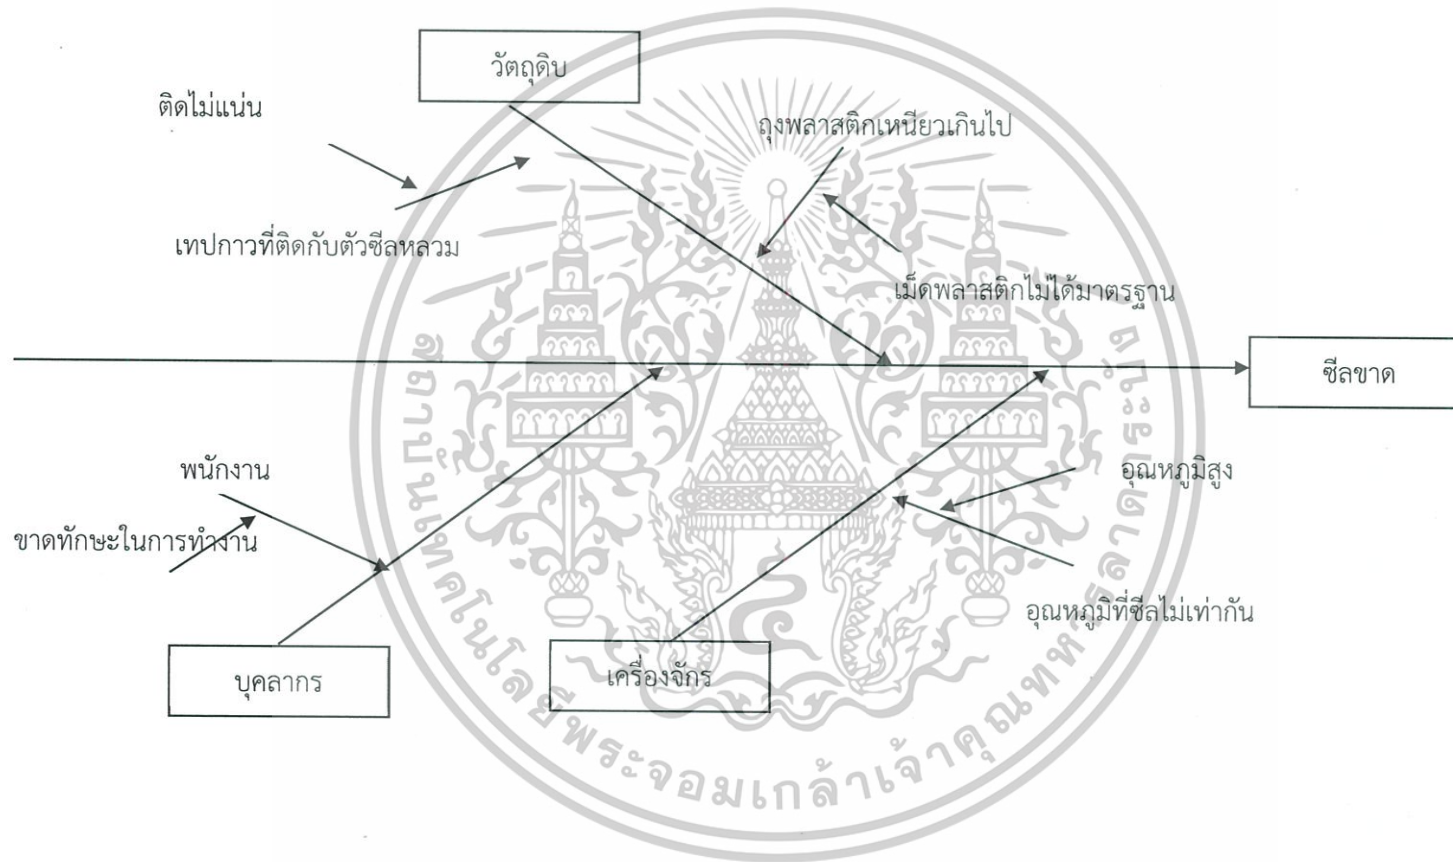 วัตถุดิบ
ติดไม่แน่น
ถุงพลาสติกเหนียวเกินไป
เทปกาวที่ติดกับตัวซีลหลวม
เม็ดพลาสติกไม่ได้มาตรฐาน
ซีลขาด
พนักงาน
อุณหภูมิสูง
ขาดทักษะในการทำงาน
อุณหภูมิที่ซีลไม่เท่ากัน
บุคลากร
เครื่องจักร
สถาบันเทคโนโลยีพระจอมเกล้าเจ้าคุณทหารลาดกระบัง